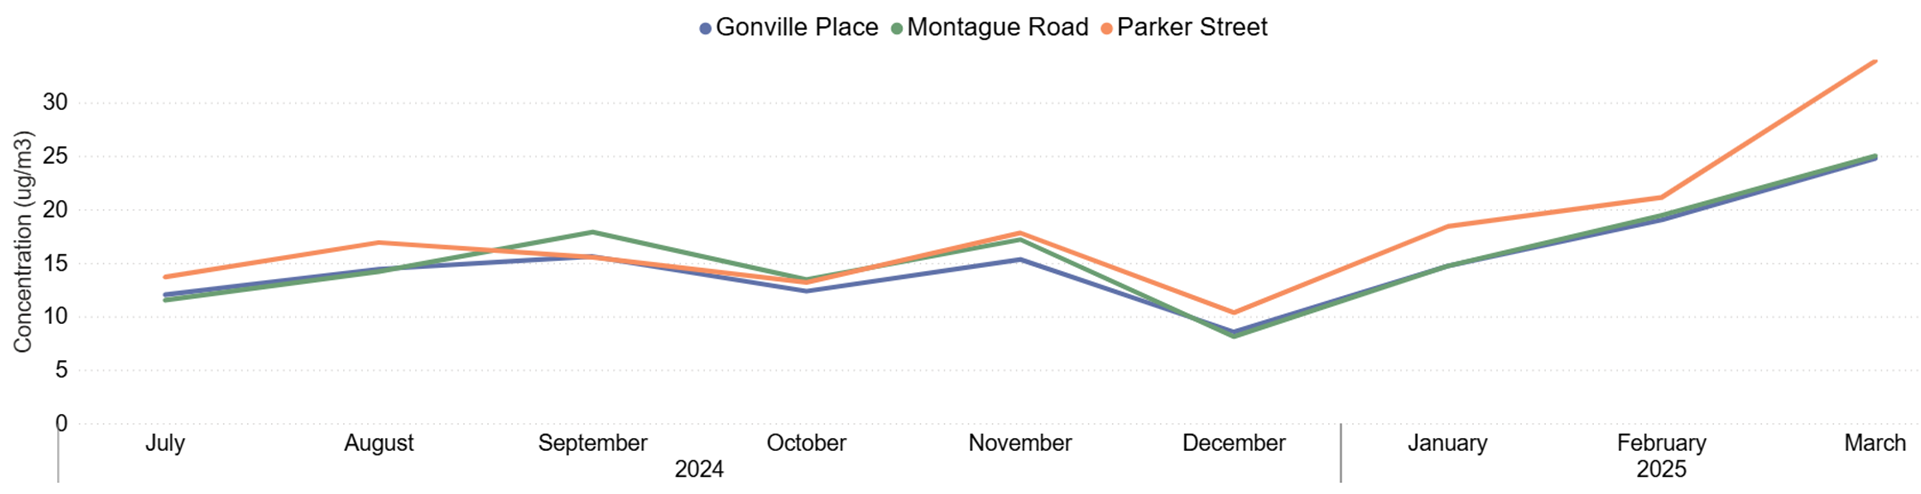 Gonville Place Montague Road Parker Street
Concentration (ug/m3)
30
25
20
15
10
5
0
July August September October November December January February March
2024 2025